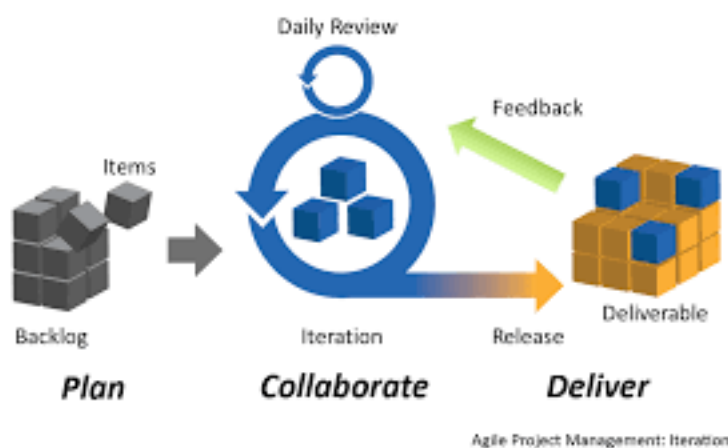 Daily Review
Feedback
Items
Deliverable
Backlog
Iteration
Release
Plan
Collaborate
Deliver
Agile Project Management: Iteration